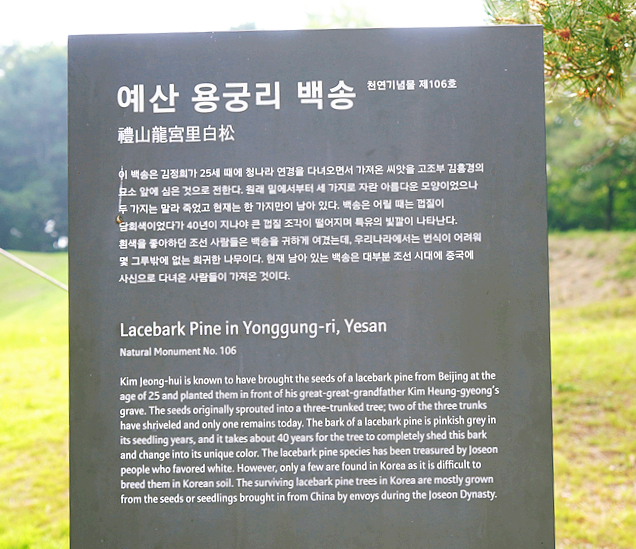 예산 용궁리 백송 천연기념물 제106호
禮山龍宮里白松
이 백송은 김정희가 25세 때에 청나라 연경을 다녀오면서 가져온 씨앗을 고조부 김흥경의
묘소 앞에 심은 것으로 전한다. 원래 밑에서부터 세 가지로 자란 아름다운 모양이었으나
두 가지는 말라 죽었고 현재는 한 가지만이 남아 있다. 백송은 어릴 때는 껍질이
담회색이었다가 40년이 지나야 큰 껍질 조각이 떨어지며 특유의 빛깔이 나타난다.
흰색을 좋아하던 조선 사람들은 백송을 귀하게 여겼는데, 우리나라에서는 번식이 어려워
몇 그루밖에 없는 희귀한 나무이다. 현재 남아 있는 백송은 대부분 조선 시대에 중국에
사신으로 다녀온 사람들이 가져온 것이다.
Lacebark Pine in Yonggung-ri, Yesan
Natural Monument No. 106
Kim Jeong-hui is known to have brought the seeds of a lacebark pine from Beijing at the
age of 25 and planted them in front of his great-great-grandfather Kim Heung-gyeong's
grave. The seeds originally sprouted into a three-trunked tree; two of the three trunks
have shriveled and only one remains today. The bark of a lacebark pine is pinkish grey in
its seedling years, and it takes about 40 years for the tree to completely shed this bark
and change into its unique color. The lacebark pine species has been treasured by Joseon
people who favored white. However, only a few are found in Korea as it is difficult to
breed them in Korean soil. The surviving lacebark pine trees in Korea are mostly grown
from the seeds or seedlings brought in from China by envoys during the Joseon Dynasty.